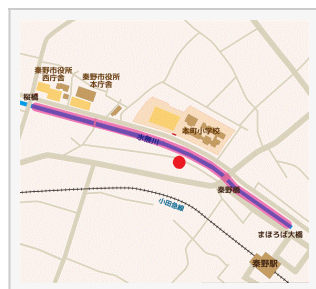 秦野市役所
西庁舎
秦野市役所
本庁舎
桜橋
本町小学校
水無川
秦野橋
小田急線
まほろば大橋
秦野駅